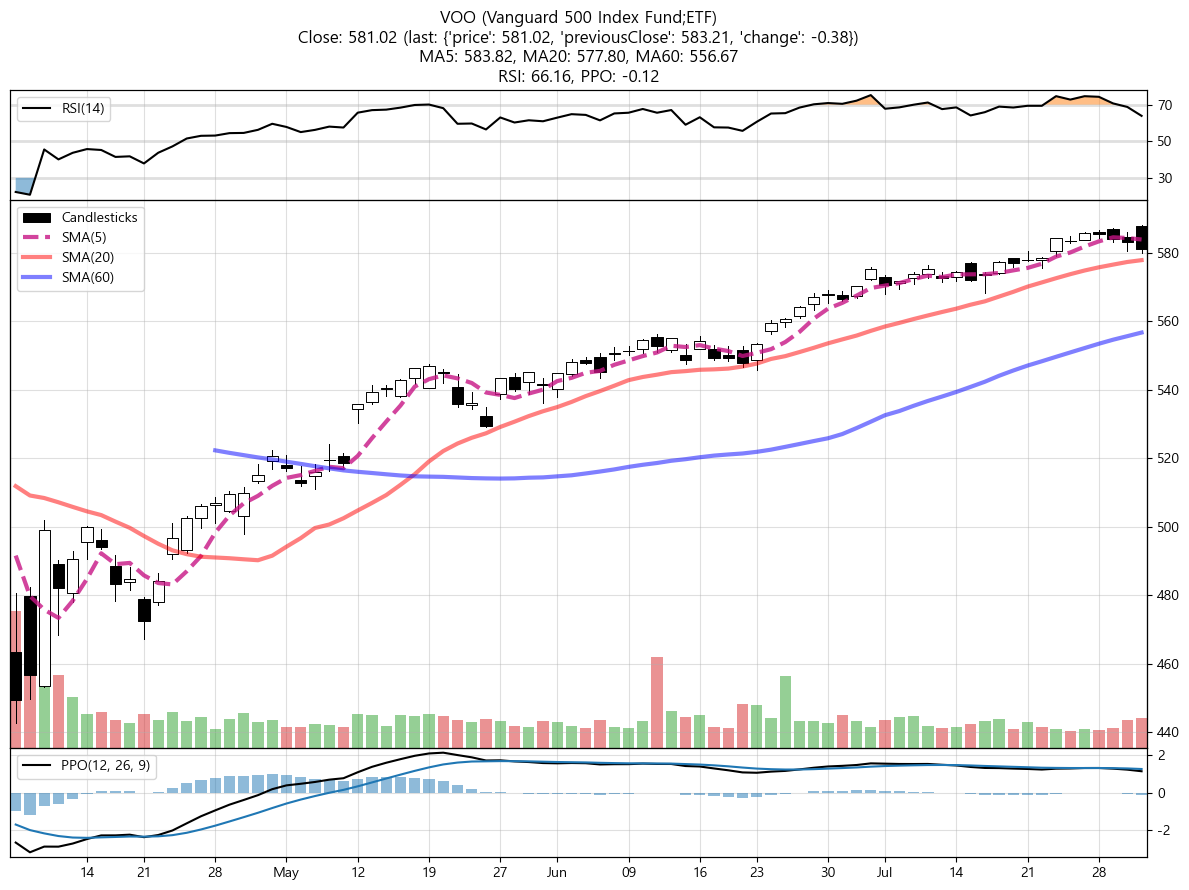 VOO (Vanguard 500 Index Fund;ETF)
Close: 581.02 (last: {'price': 581.02, 'previousClose': 583.21, 'change': -0.38})
MA5: 583.82, MA20: 577.80, MA60: 556.67
RSI: 66.16, PPO: -0.12
RSI(14)
70
50
30
Candlesticks
SMA(5)
SMA(20)
SMA(60)
580
560
540
520
500
480
460
440
PPO(12, 26, 9)
2
0
-2
14 21 28 May 12 19 27 Jun 09 16 23 30 Jul 14 21 28